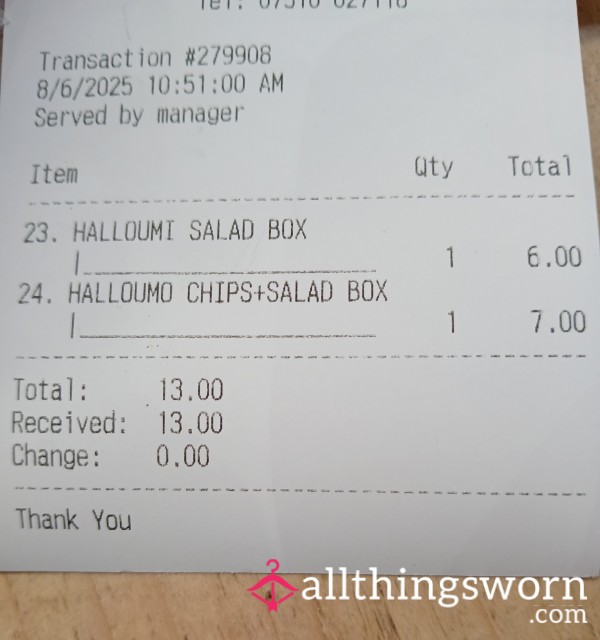 Transaction #279908
8/6/2025 10:51:00 AM
Served by manager
Item Qty Total
23. HALLOUMI SALAD BOX
1 6.00
24. HALLOUMO CHIPS+SALAD BOX
1 7.00
Total: 13.00
Received: 13.00
Change: 0.00
Thank You
allthingsworn
.com